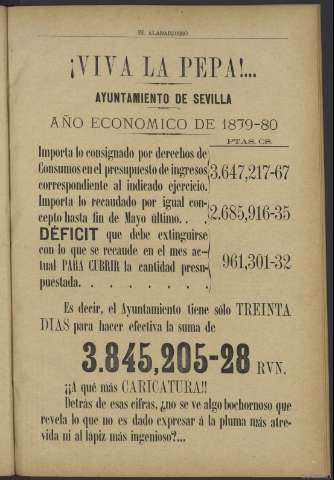 EL ALABARDERO
¡VIVA LA PEPA!...
AYUNTAMIENTO DE SEVILLA
AÑO ECONOMICO DE 1879-80
PTAS. CS.
Importa lo consignado por derechos de
Consumos en el presupuesto de ingresos 3.647,217-67
correspondiente al indicado ejercicio.
Importa lo recaudado por igual con-
cepto hasta fin de Mayo último. . . 2.685,916-35
DÉFICIT que debe extinguirse
con lo que se recaude en el mes ac-
tual PARA CUBRIR la cantidad presu- 961,301-32
puestada. . . . . . .
Es decir, el Ayuntamiento tiene sólo TREINTA
DIAS para hacer efectiva la suma de
3.845,205-28 RVN.
¡¡A qué más CARICATURA!!
Detrás de esas cifras, ¿no se ve algo bochornoso que
revela lo que no es dado expresar á la pluma más atre-
vida ni al lápiz más ingenioso?...